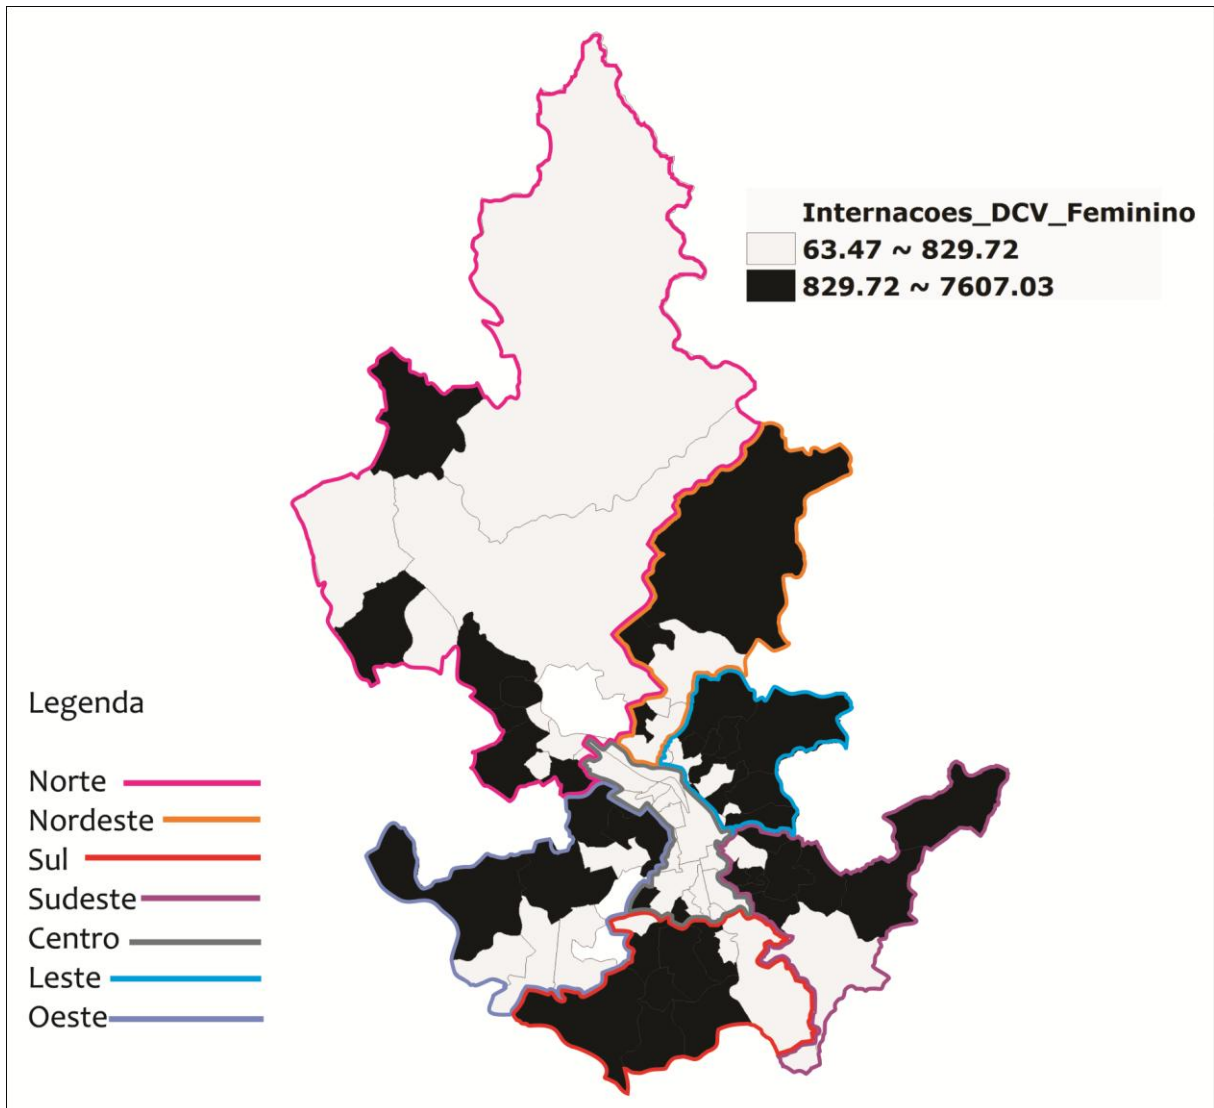 Internacoes_DCV_Feminino
63.47 ~ 829.72
829.72 ~ 7607.03
Legenda
Norte
Nordeste
Sul
Sudeste
Centro
Leste
Oeste